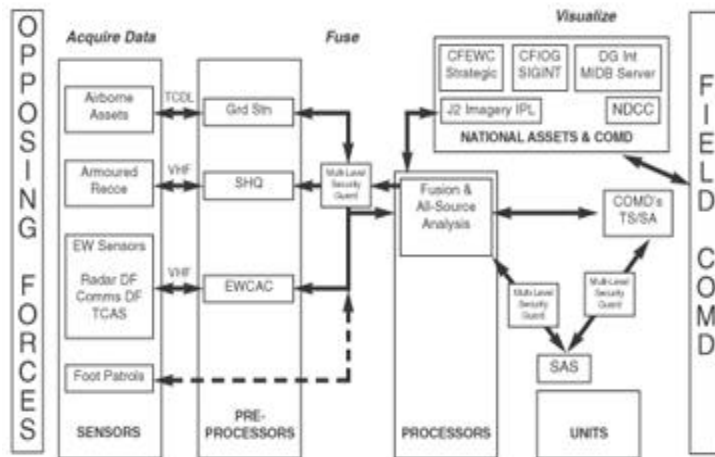 OPPOSING FORCES
Acquire Data
Fuse
Visualize
FIELD COMD
Airborne
Assets
TCDL
Grd Stn
Armoured
Recce
VHF
SHQ
EW Sensors
Radar DF
Comms DF
TCAS
VHF
EWCAC
Foot Patrols
SENSORS
PRE-
PROCESSORS
Multi-Level
Security
Guard
Fusion &
All-Source
Analysis
PROCESSORS
CFEWC
Strategic
CFIOG
SIGINT
DG Int
MIDB Server
J2 Imagery IPL
NDCC
NATIONAL ASSETS & COMD
COMD's
TS/SA
Multi-Level
Security
Guard
Multi-Level
Security
Guard
SAS
UNITS